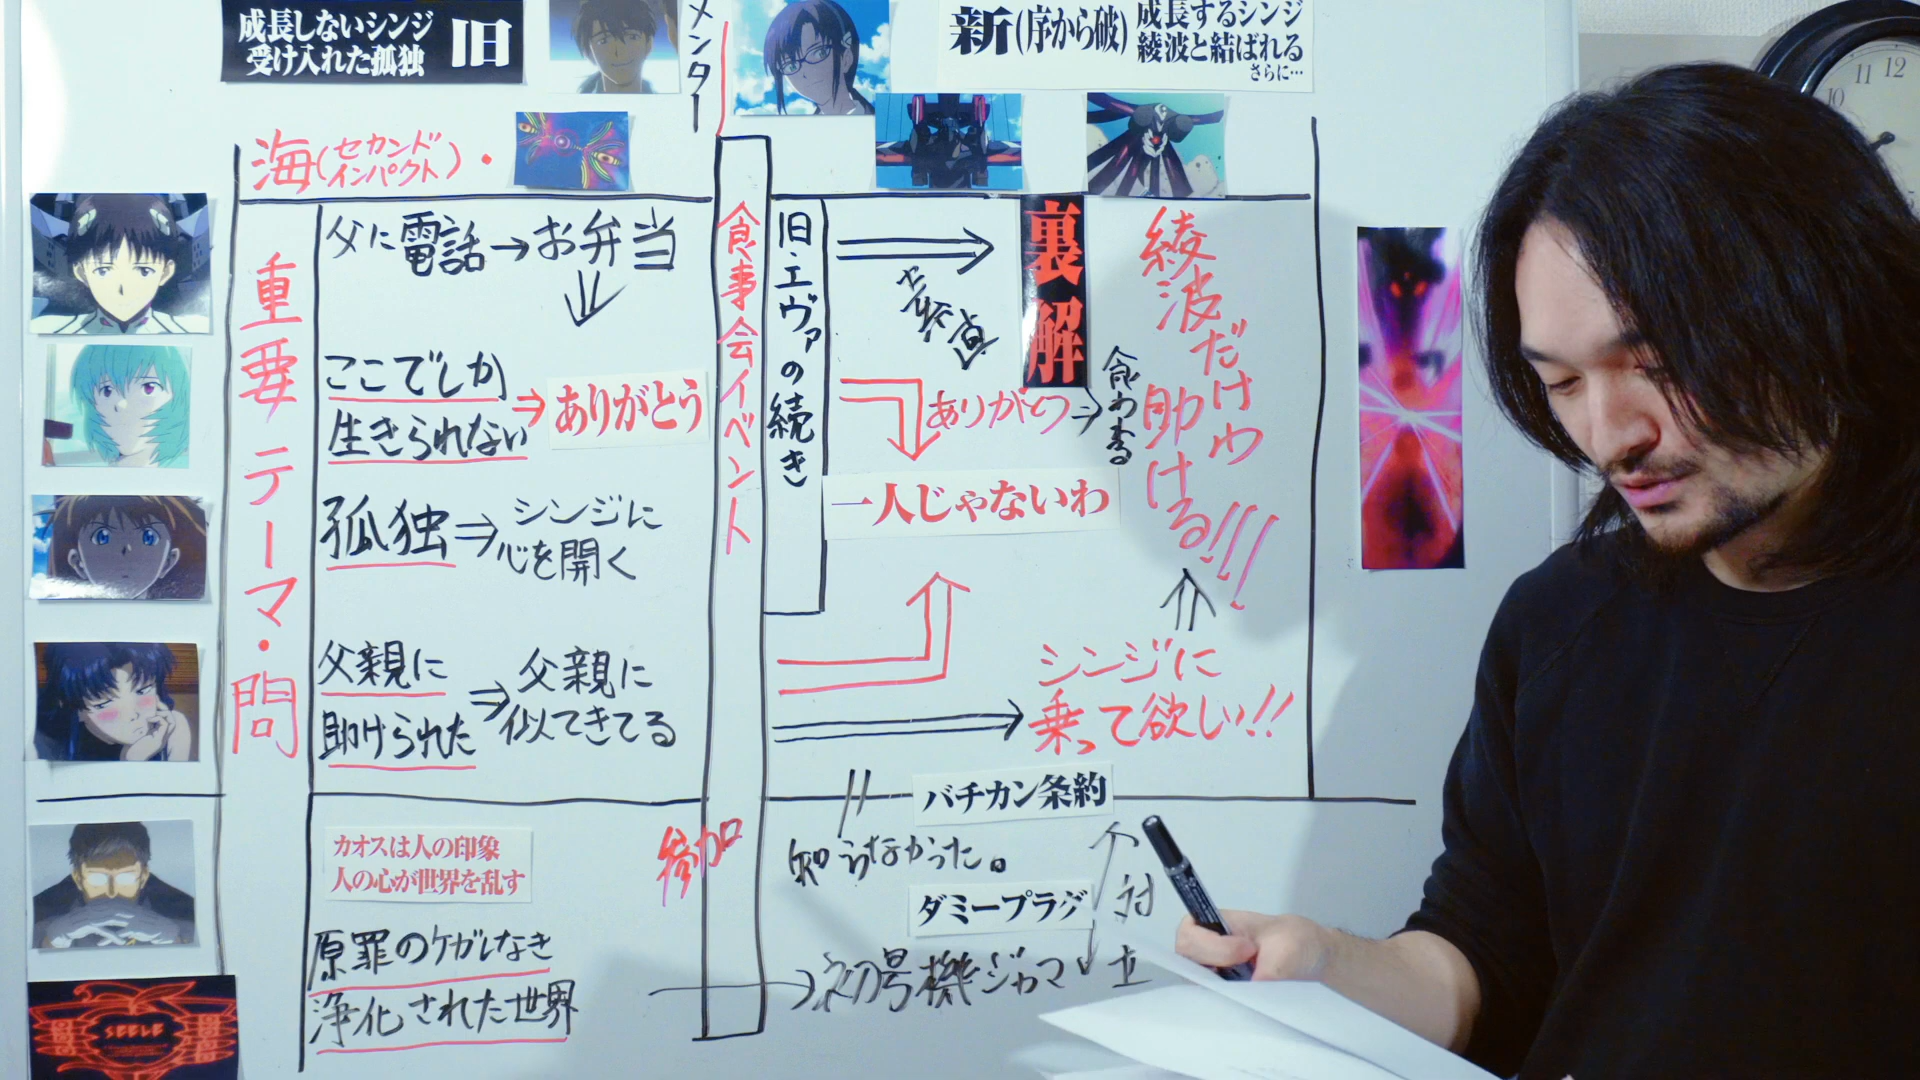 成長しないシンジ
受け入れた孤独
旧
メンター
新(序から破)
成長するシンジ
綾波と結ばれる
さらに…
海(セカンドインパクト)・
重要テーマ・問
父に電話→お弁当
ここでしか
生きられない
ありがとう
孤独⇒シンジに
心を開く
父親に
助けられた
⇒父親に
似てきてる
カオスは人の印象
人の心が世界を乱す
原罪のケガレなき
浄化された世界
SEELE
食事会イベント
参加
旧・エヴァの続き
裏解
ありがとう
一人じゃないわ
綾波だけは
助ける!!!
シンジに
乗って欲しい!!
バチカン条約
知らなかった。
ダミープラグ
→初号機ジャマ
対立
10
11
12